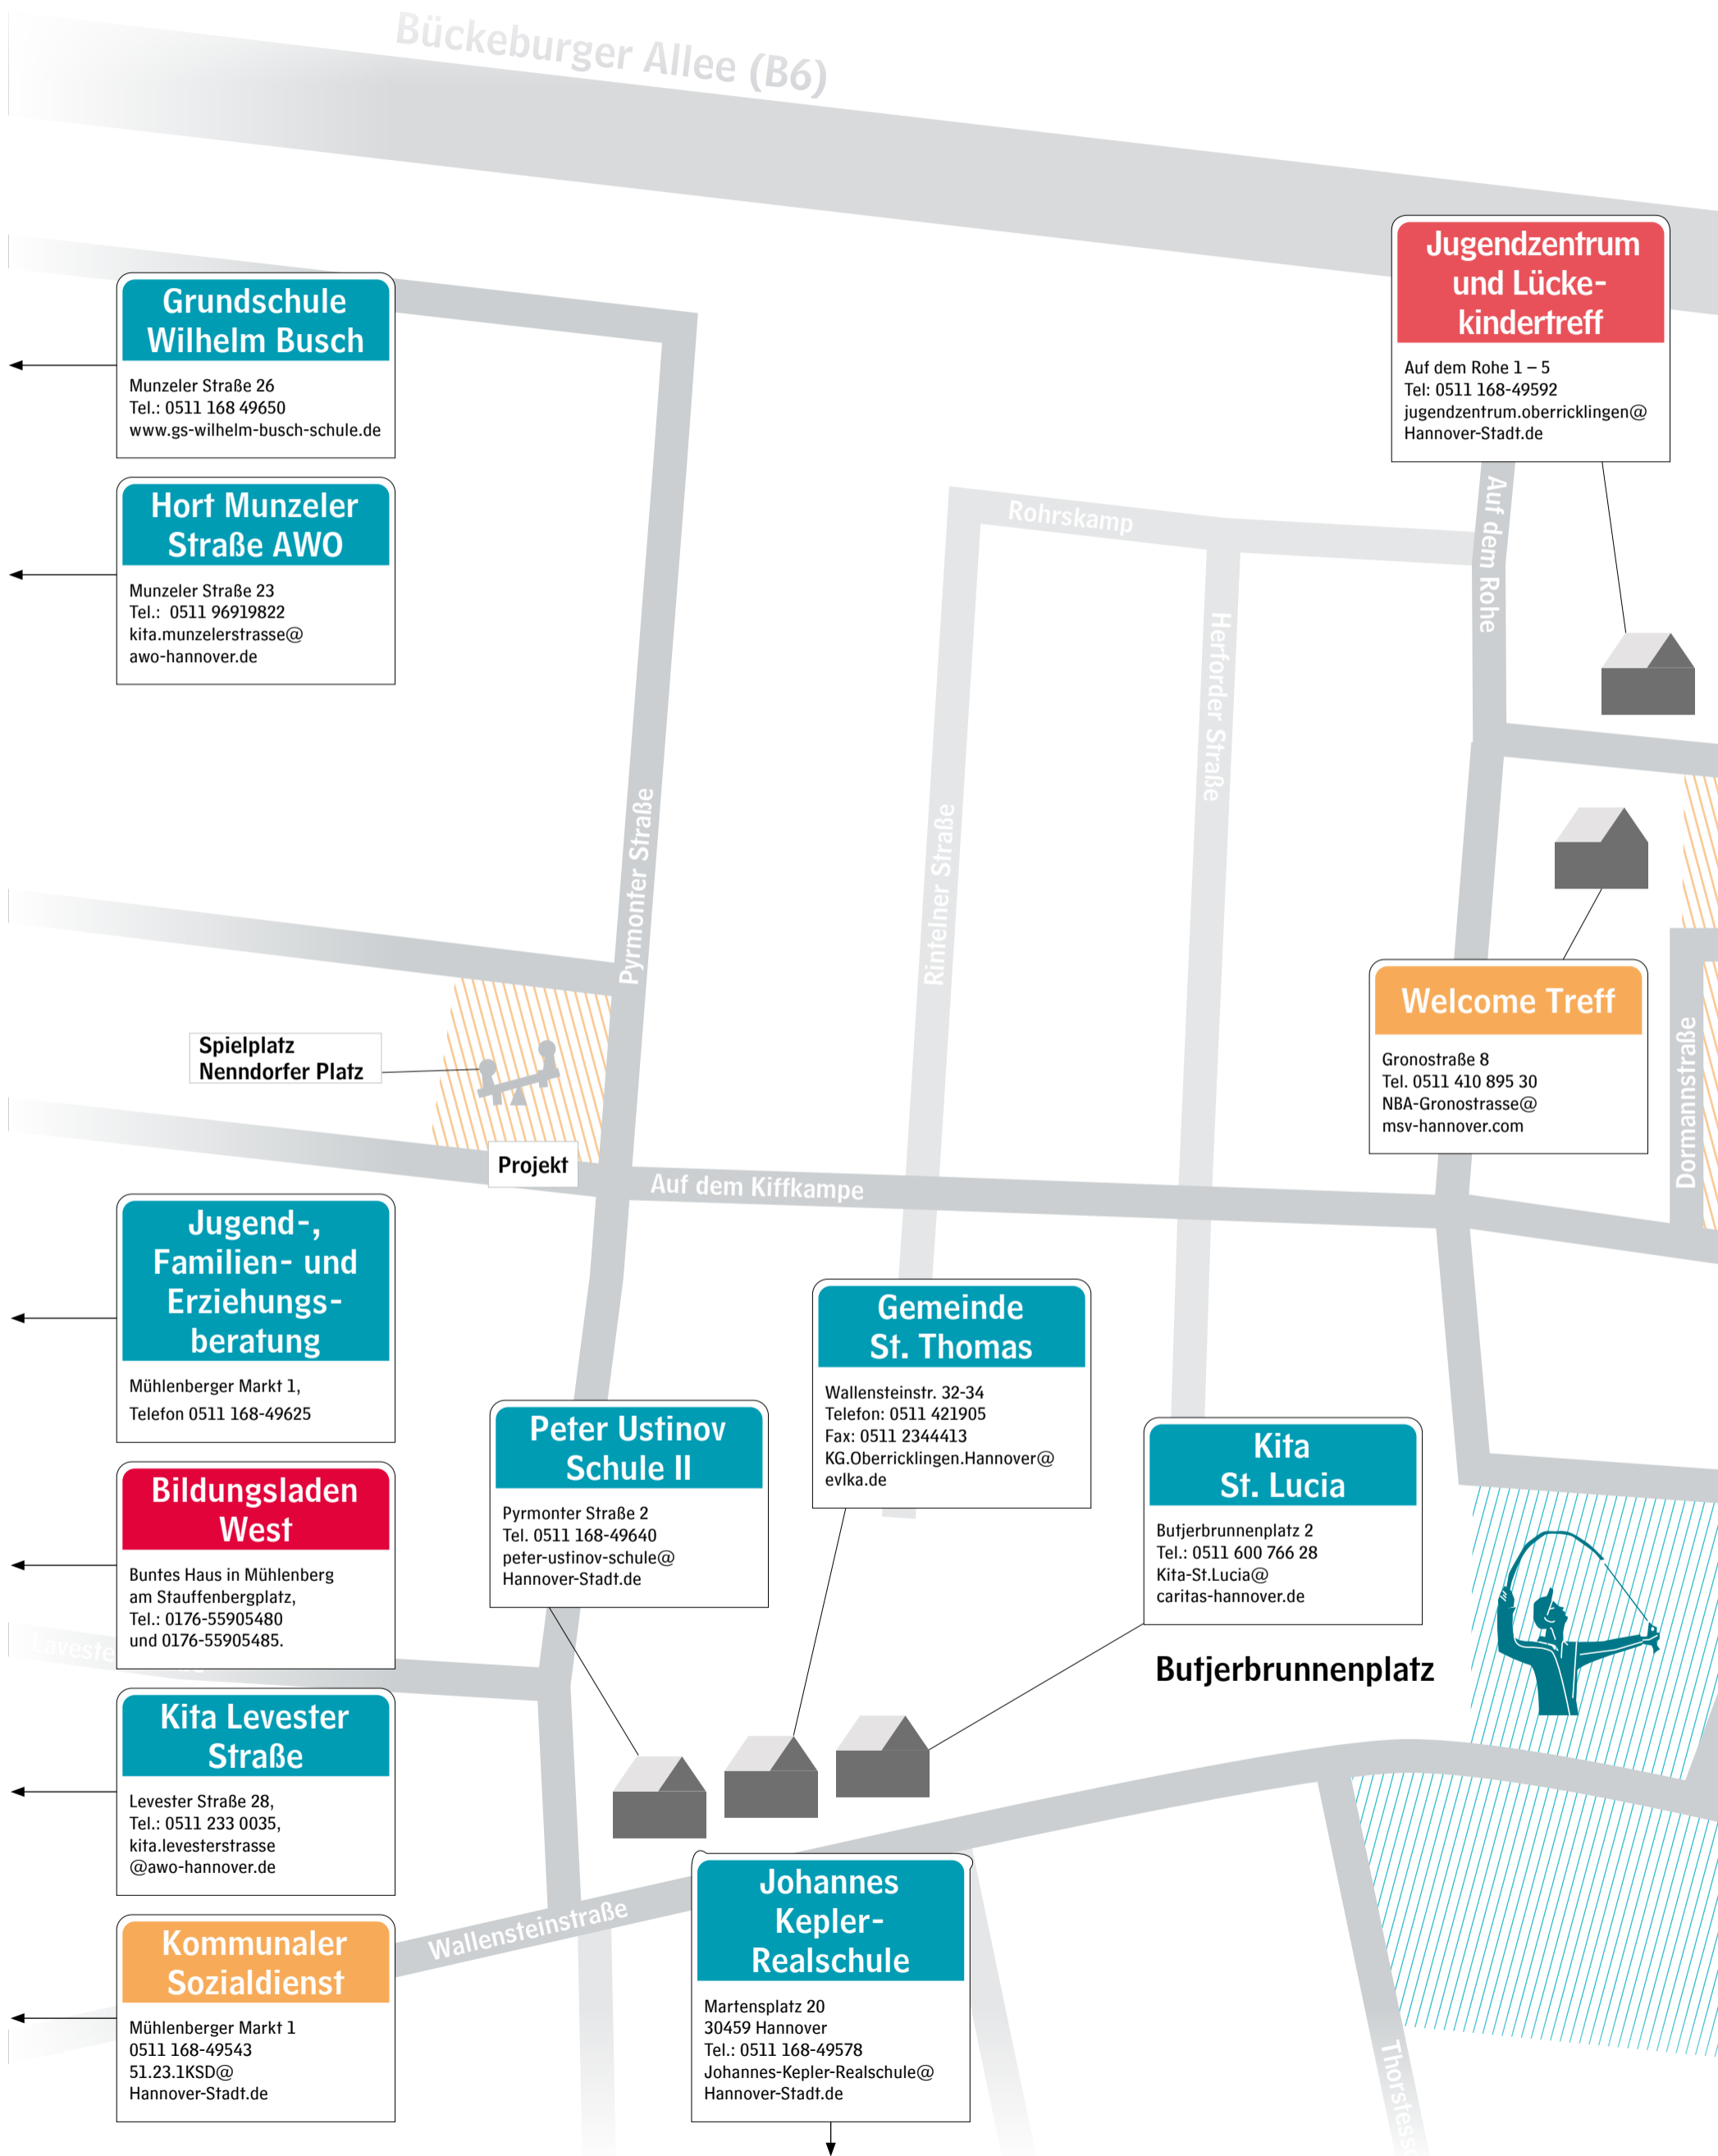 Bückeburger Allee (B6)
Jugendzentrum
und Lücke-
kindertreff
Auf dem Rohe 1 – 5
Tel: 0511 168-49592
jugendzentrum.oberricklingen@
Hannover-Stadt.de
Grundschule
Wilhelm Busch
Munzeler Straße 26
Tel.: 0511 168 49650
www.gs-wilhelm-busch-schule.de
Hort Munzeler
Straße AWO
Munzeler Straße 23
Tel.: 0511 96919822
kita.munzelerstrasse@
awo-hannover.de
Rohrskamp
Auf dem Rohe
Herforder Straße
Pyrmonter Straße
Rintelner Straße
Welcome Treff
Gronostraße 8
Tel. 0511 410 895 30
NBA-Gronostrasse@
msv-hannover.com
Dormannstraße
Spielplatz
Nenndorfer Platz
Projekt
Auf dem Kiffkampe
Jugend-,
Familien- und
Erziehungs-
beratung
Mühlenberger Markt 1,
Telefon 0511 168-49625
Gemeinde
St. Thomas
Wallensteinstr. 32-34
Telefon: 0511 421905
Fax: 0511 2344413
KG.Oberricklingen.Hannover@
evlka.de
Peter Ustinov
Schule II
Pyrmonter Straße 2
Tel. 0511 168-49640
peter-ustinov-schule@
Hannover-Stadt.de
Kita
St. Lucia
Butjerbrunnenplatz 2
Tel.: 0511 600 766 28
Kita-St.Lucia@
caritas-hannover.de
Bildungsladen
West
Buntes Haus in Mühlenberg
am Stauffenbergplatz,
Tel.: 0176-55905480
und 0176-55905485.
Butjerbrunnenplatz
Kita Levester
Straße
Levester Straße 28,
Tel.: 0511 233 0035,
kita.levesterstrasse
@awo-hannover.de
Wallensteinstraße
Johannes
Kepler-
Realschule
Martensplatz 20
30459 Hannover
Tel.: 0511 168-49578
Johannes-Kepler-Realschule@
Hannover-Stadt.de
Kommunaler
Sozialdienst
Mühlenberger Markt 1
0511 168-49543
51.23.1KSD@
Hannover-Stadt.de